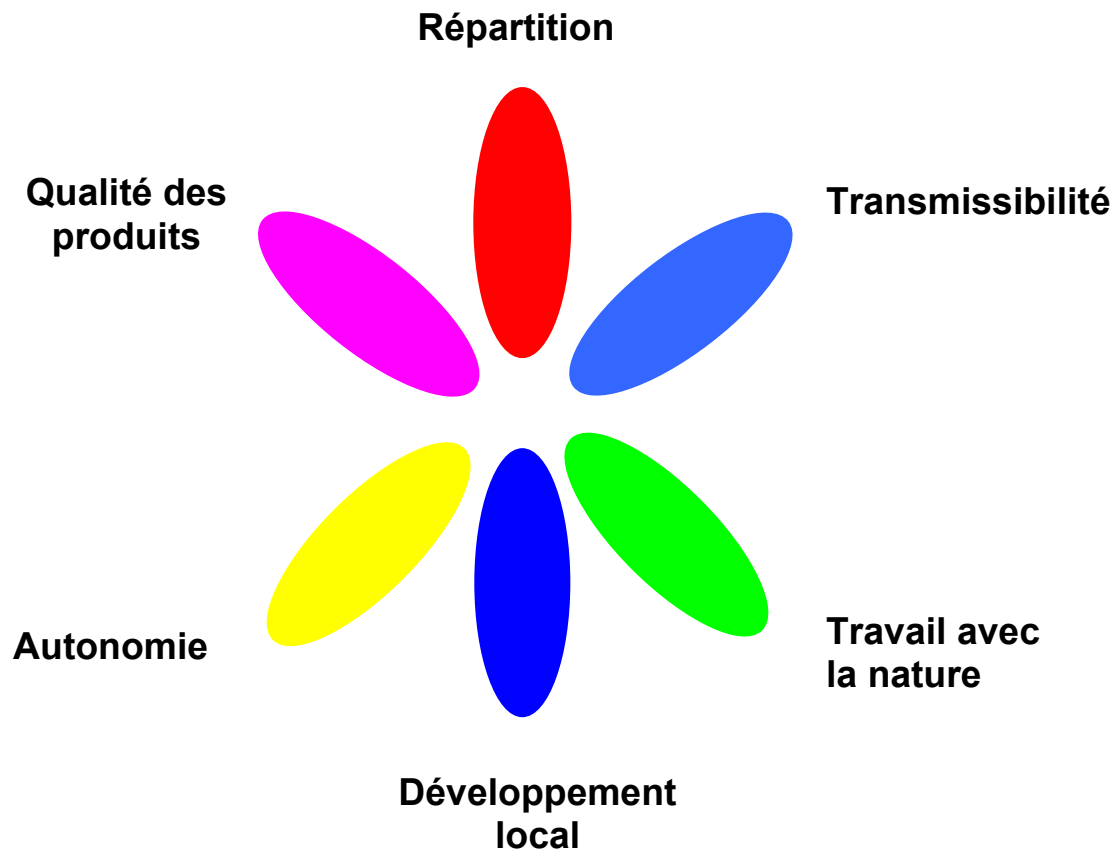 Répartition
Qualité des
produits
Transmissibilité
Autonomie
Travail avec
la nature
Développement
local